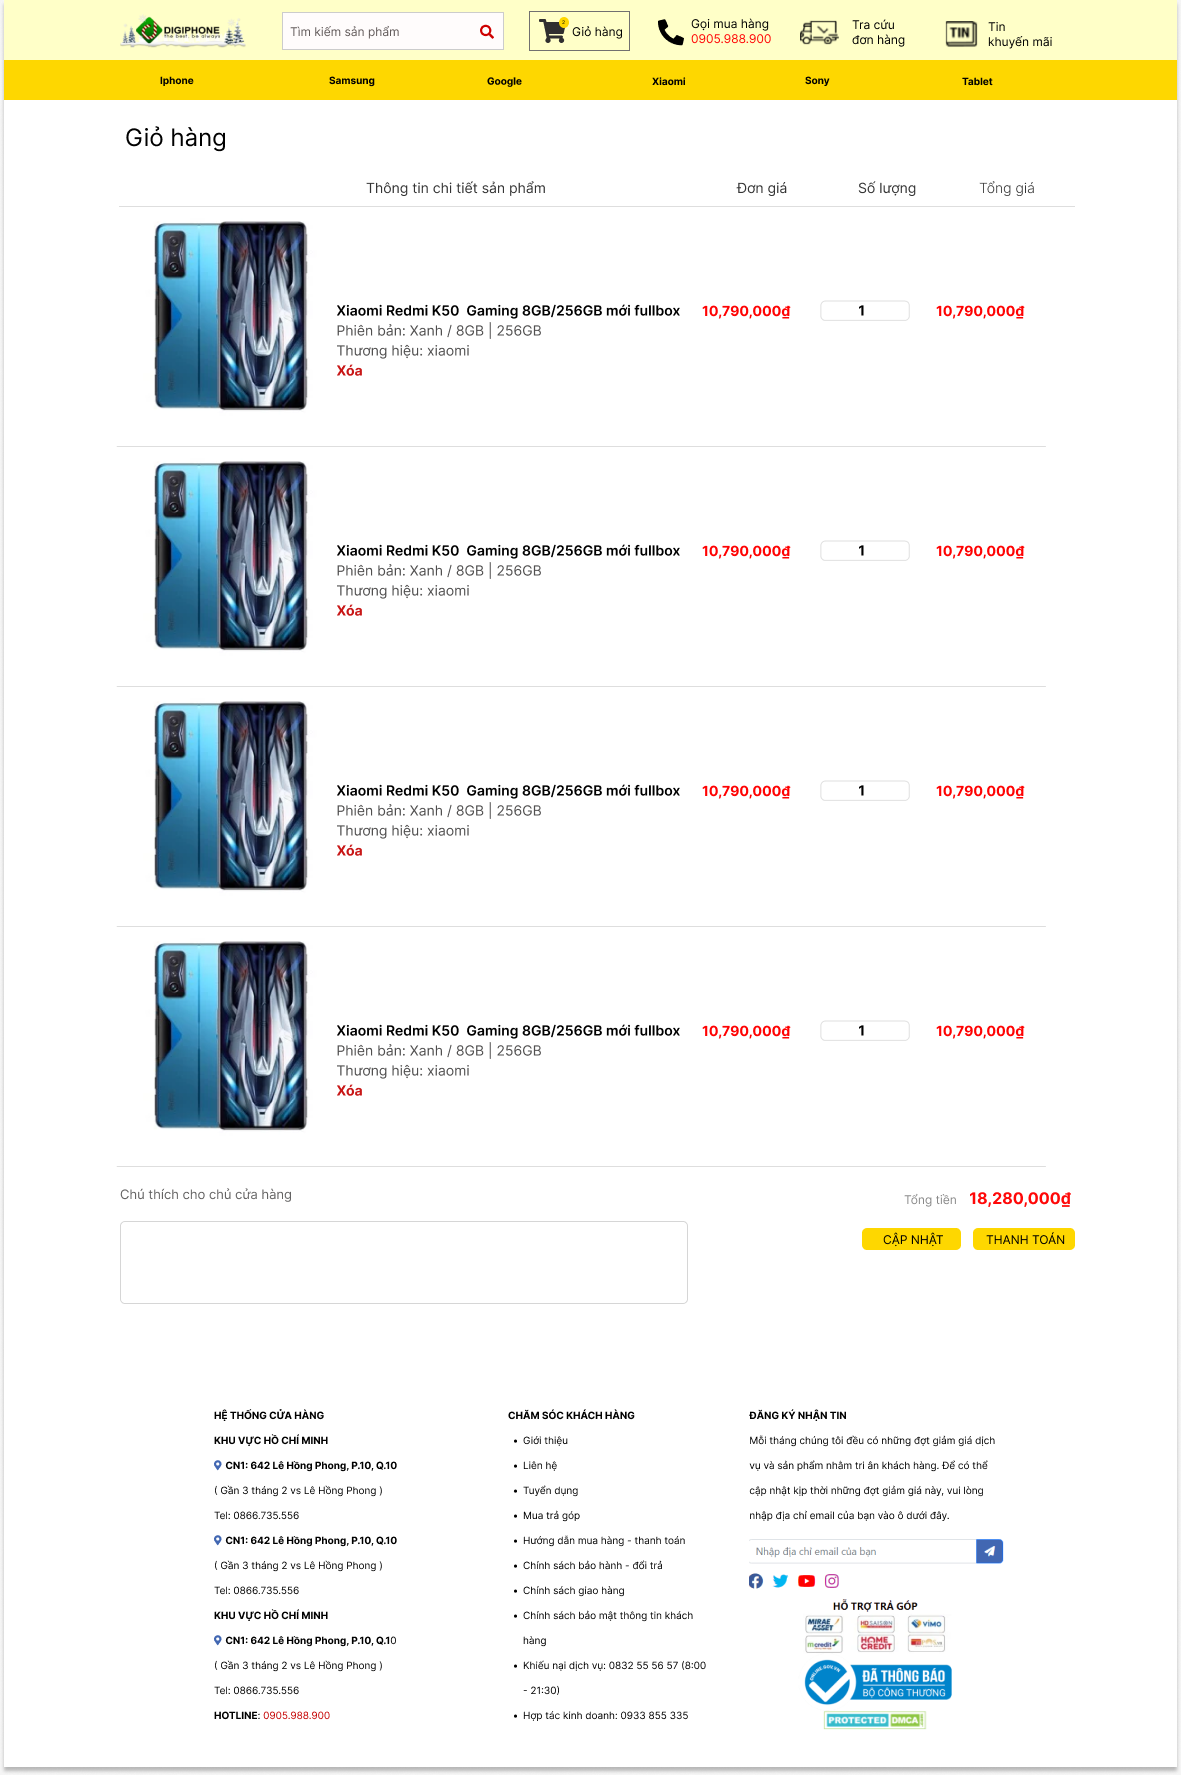 DIGIPHONE
The best. be always
Tìm kiếm sản phẩm
2
Giỏ hàng
Gọi mua hàng
0905.988.900
Tra cứu
đơn hàng
TIN
Tin
khuyến mãi
Iphone
Samsung
Google
Xiaomi
Sony
Tablet
Giỏ hàng
Thông tin chi tiết sản phẩm
Đơn giá
Số lượng
Tổng giá
Xiaomi Redmi K50  Gaming 8GB/256GB mới fullbox
10,790,000₫
1
10,790,000₫
Phiên bản: Xanh / 8GB | 256GB
Thương hiệu: xiaomi
Xóa
Xiaomi Redmi K50  Gaming 8GB/256GB mới fullbox
10,790,000₫
1
10,790,000₫
Phiên bản: Xanh / 8GB | 256GB
Thương hiệu: xiaomi
Xóa
Xiaomi Redmi K50  Gaming 8GB/256GB mới fullbox
10,790,000₫
1
10,790,000₫
Phiên bản: Xanh / 8GB | 256GB
Thương hiệu: xiaomi
Xóa
Xiaomi Redmi K50  Gaming 8GB/256GB mới fullbox
10,790,000₫
1
10,790,000₫
Phiên bản: Xanh / 8GB | 256GB
Thương hiệu: xiaomi
Xóa
Chú thích cho chủ cửa hàng
Tổng tiền
18,280,000₫
CẬP NHẬT
THANH TOÁN
HỆ THỐNG CỬA HÀNG
KHU VỰC HỒ CHÍ MINH
CN1: 642 Lê Hồng Phong, P.10, Q.10
( Gần 3 tháng 2 vs Lê Hồng Phong )
Tel: 0866.735.556
CN1: 642 Lê Hồng Phong, P.10, Q.10
( Gần 3 tháng 2 vs Lê Hồng Phong )
Tel: 0866.735.556
KHU VỰC HỒ CHÍ MINH
CN1: 642 Lê Hồng Phong, P.10, Q.10
( Gần 3 tháng 2 vs Lê Hồng Phong )
Tel: 0866.735.556
HOTLINE: 0905.988.900
CHĂM SÓC KHÁCH HÀNG
• Giới thiệu
• Liên hệ
• Tuyển dụng
• Mua trả góp
• Hướng dẫn mua hàng - thanh toán
• Chính sách bảo hành - đổi trả
• Chính sách giao hàng
• Chính sách bảo mật thông tin khách
hàng
• Khiếu nại dịch vụ: 0832 55 56 57 (8:00
- 21:30)
• Hợp tác kinh doanh: 0933 855 335
ĐĂNG KÝ NHẬN TIN
Mỗi tháng chúng tôi đều có những đợt giảm giá dịch
vụ và sản phẩm nhằm tri ân khách hàng. Để có thể
cập nhật kịp thời những đợt giảm giá này, vui lòng
nhập địa chỉ email của bạn vào ô dưới đây.
Nhập địa chỉ email của bạn
HỖ TRỢ TRẢ GÓP
MIRAE ASSET
HD SAISON
VIMO
mcredit
HOME CREDIT
ONLINE.GOV.VN
ĐÃ THÔNG BÁO
BỘ CÔNG THƯƠNG
PROTECTED DMCA